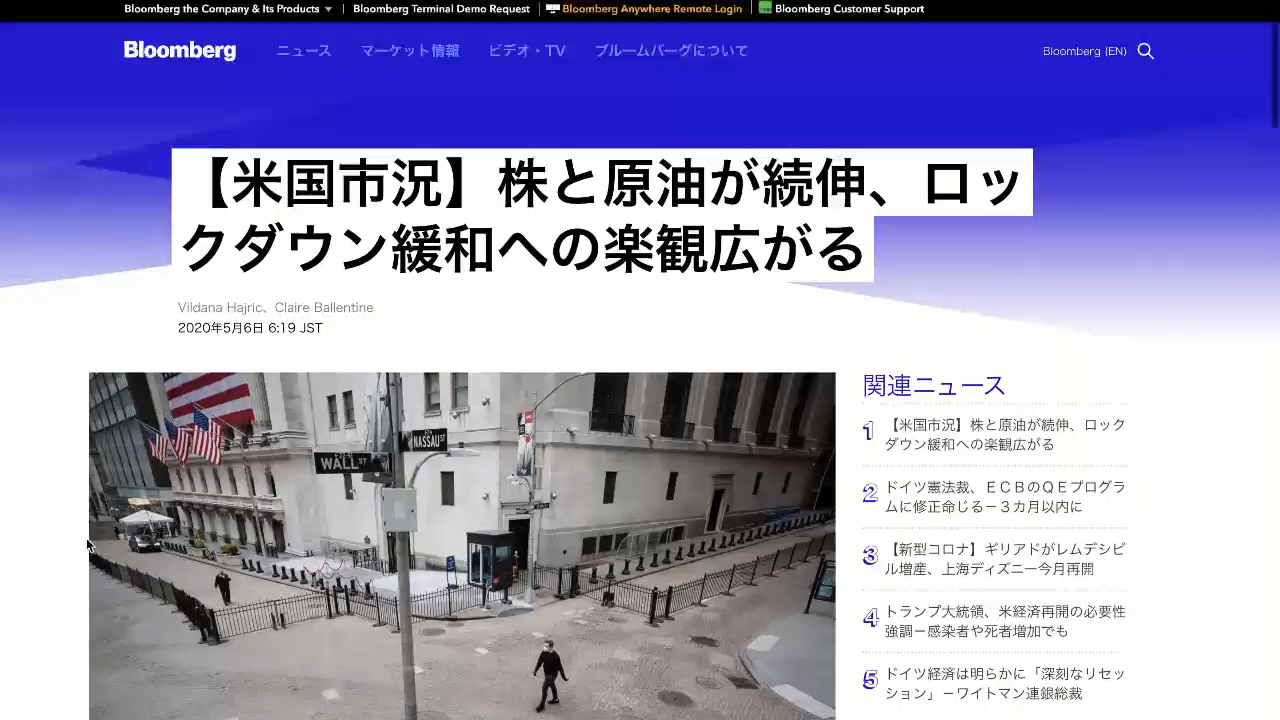 Bloomberg the Company & Its Products
Bloomberg Terminal Demo Request
Bloomberg Anywhere Remote Login
Bloomberg Customer Support
Bloomberg
ニュース
マーケット情報
ビデオ・TV
ブルームバーグについて
Bloomberg (EN)
【米国市況】株と原油が続伸、ロッ
クダウン緩和への楽観広がる
Vildana Hajric、Claire Ballentine
2020年5月6日 6:19 JST
WALL ST
NASSAU ST
関連ニュース
1
【米国市況】株と原油が続伸、ロック
ダウン緩和への楽観広がる
2
ドイツ憲法裁、ＥＣＢのＱＥプログラ
ムに修正命じる－３カ月以内に
3
【新型コロナ】ギリアドがレムデシビ
ル増産、上海ディズニー今月再開
4
トランプ大統領、米経済再開の必要性
強調－感染者や死者増加でも
5
ドイツ経済は明らかに「深刻なリセッ
ション」－ワイトマン連銀総裁